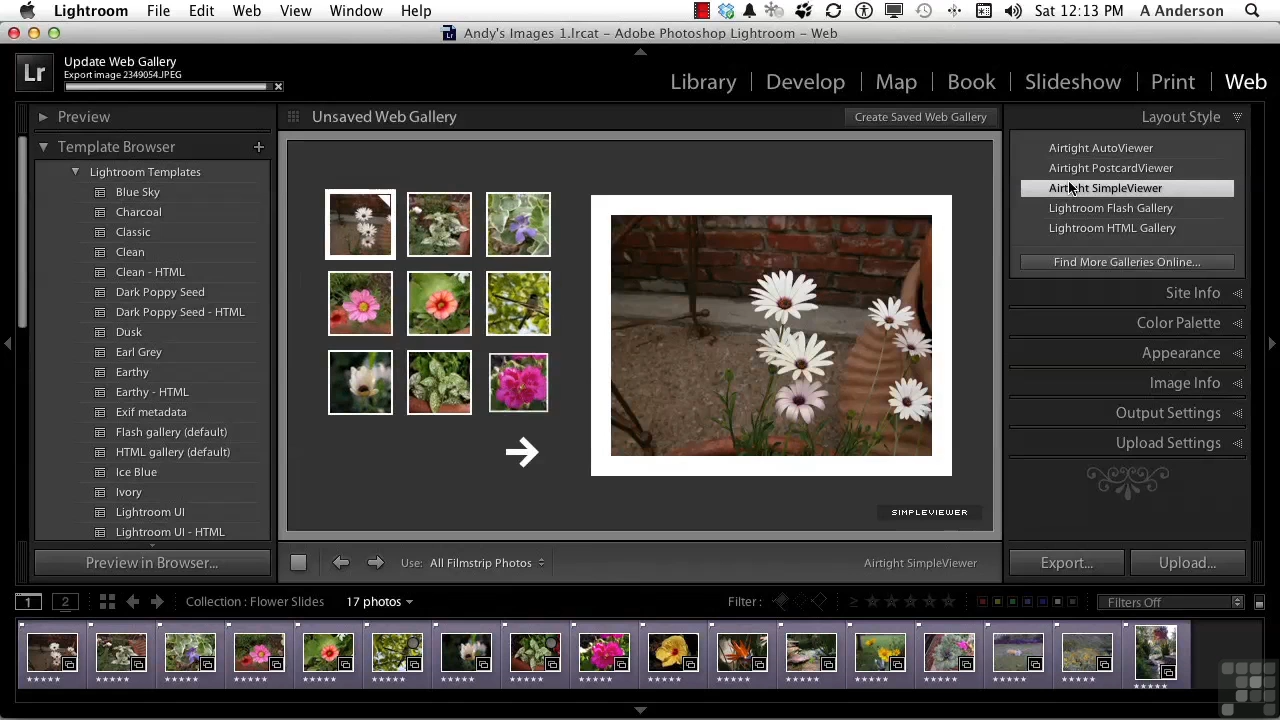 Lightroom File Edit Web View Window Help Sat 12:13 PM A Anderson
Andy's Images 1.lrcat – Adobe Photoshop Lightroom – Web
Lr
Update Web Gallery
Export image 2349054.JPEG
Library | Develop | Map | Book | Slideshow | Print | Web
Preview
Template Browser +
Lightroom Templates
Blue Sky
Charcoal
Classic
Clean
Clean - HTML
Dark Poppy Seed
Dark Poppy Seed - HTML
Dusk
Earl Grey
Earthy
Earthy - HTML
Exif metadata
Flash gallery (default)
HTML gallery (default)
Ice Blue
Ivory
Lightroom UI
Lightroom UI - HTML
Preview in Browser...
Unsaved Web Gallery
Create Saved Web Gallery
SIMPLEVIEWER
Use: All Filmstrip Photos
Airtight SimpleViewer
Layout Style
Airtight AutoViewer
Airtight PostcardViewer
Airtight SimpleViewer
Lightroom Flash Gallery
Lightroom HTML Gallery
Find More Galleries Online...
Site Info
Color Palette
Appearance
Image Info
Output Settings
Upload Settings
Export...
Upload...
1 2 Collection : Flower Slides 17 photos Filter : Filters Off